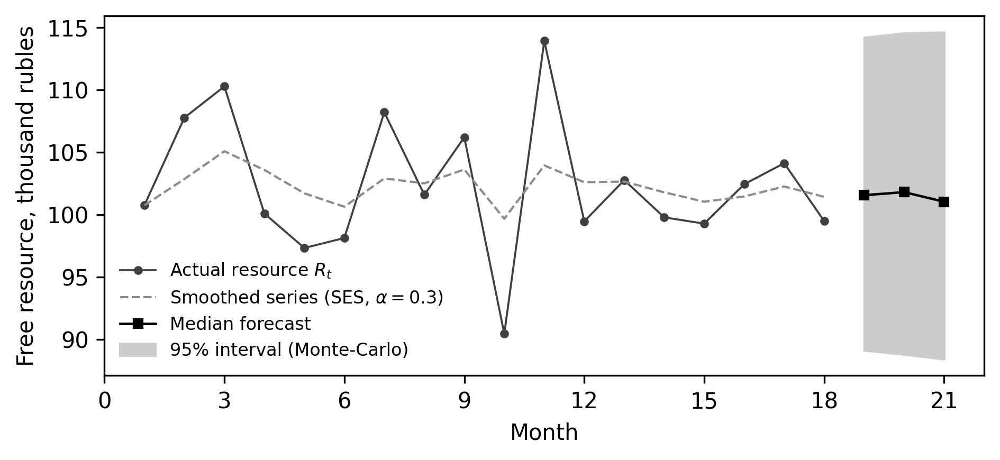 Free resource, thousand rubles
115
110
105
100
95
90
Actual resource $R_t$
Smoothed series (SES, $\alpha = 0.3$)
Median forecast
95% interval (Monte-Carlo)
0 3 6 9 12 15 18 21
Month